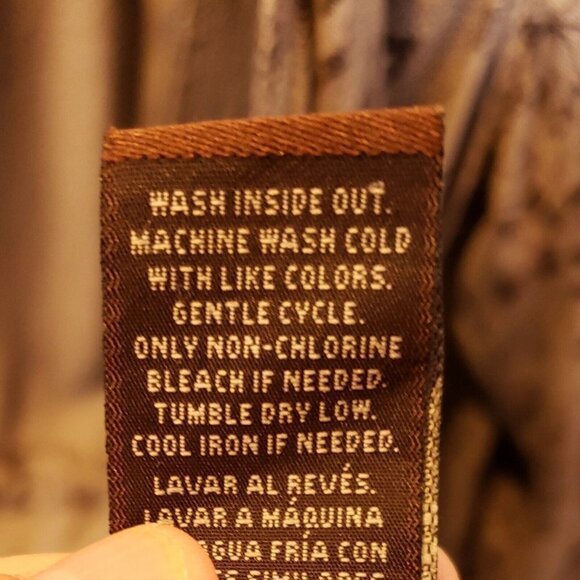 WASH INSIDE OUT.
MACHINE WASH COLD
WITH LIKE COLORS.
GENTLE CYCLE.
ONLY NON-CHLORINE
BLEACH IF NEEDED.
TUMBLE DRY LOW.
COOL IRON IF NEEDED.
LAVAR AL REVÉS.
LAVAR A MÁQUINA
FRÍA CON